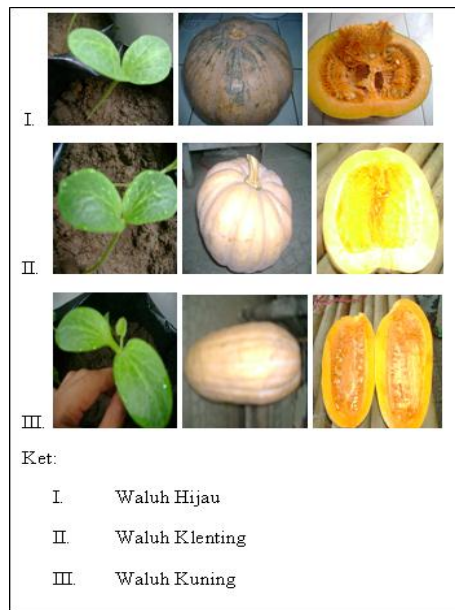 I.
II.
III.
Ket:
I. Waluh Hijau
II. Waluh Klenting
III. Waluh Kuning